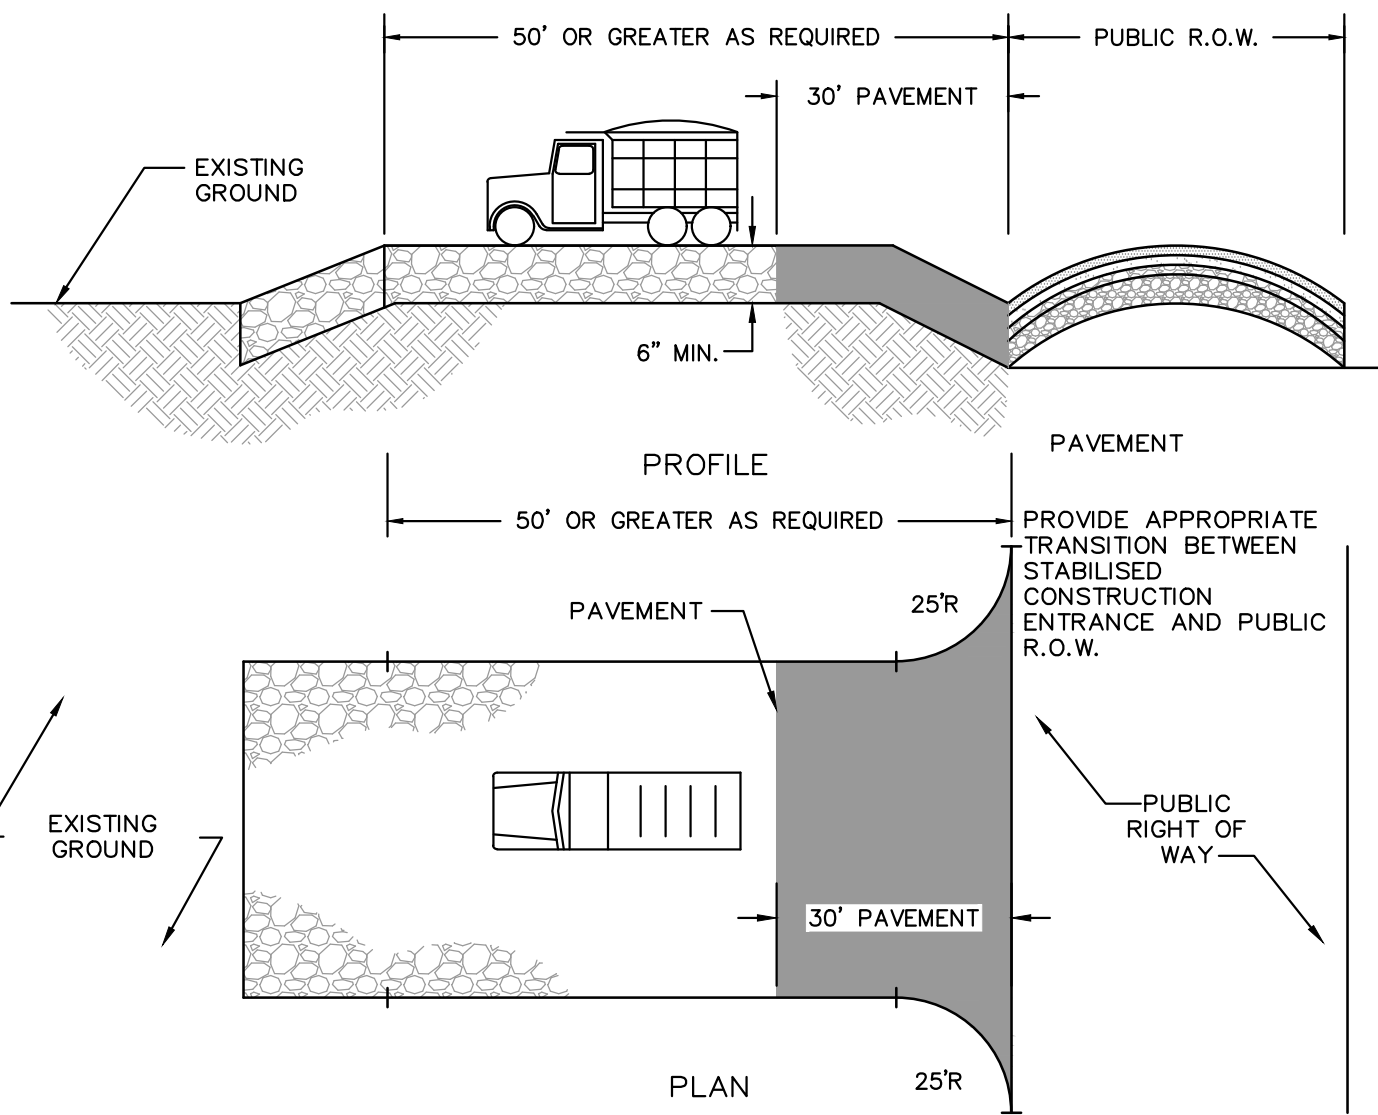 50' OR GREATER AS REQUIRED
PUBLIC R.O.W.
30' PAVEMENT
EXISTING
GROUND
6" MIN.
PAVEMENT
PROFILE
50' OR GREATER AS REQUIRED
PROVIDE APPROPRIATE
TRANSITION BETWEEN
STABILISED
CONSTRUCTION
ENTRANCE AND PUBLIC
R.O.W.
25'R
PAVEMENT
PUBLIC
RIGHT OF
WAY
EXISTING
GROUND
30' PAVEMENT
25'R
PLAN